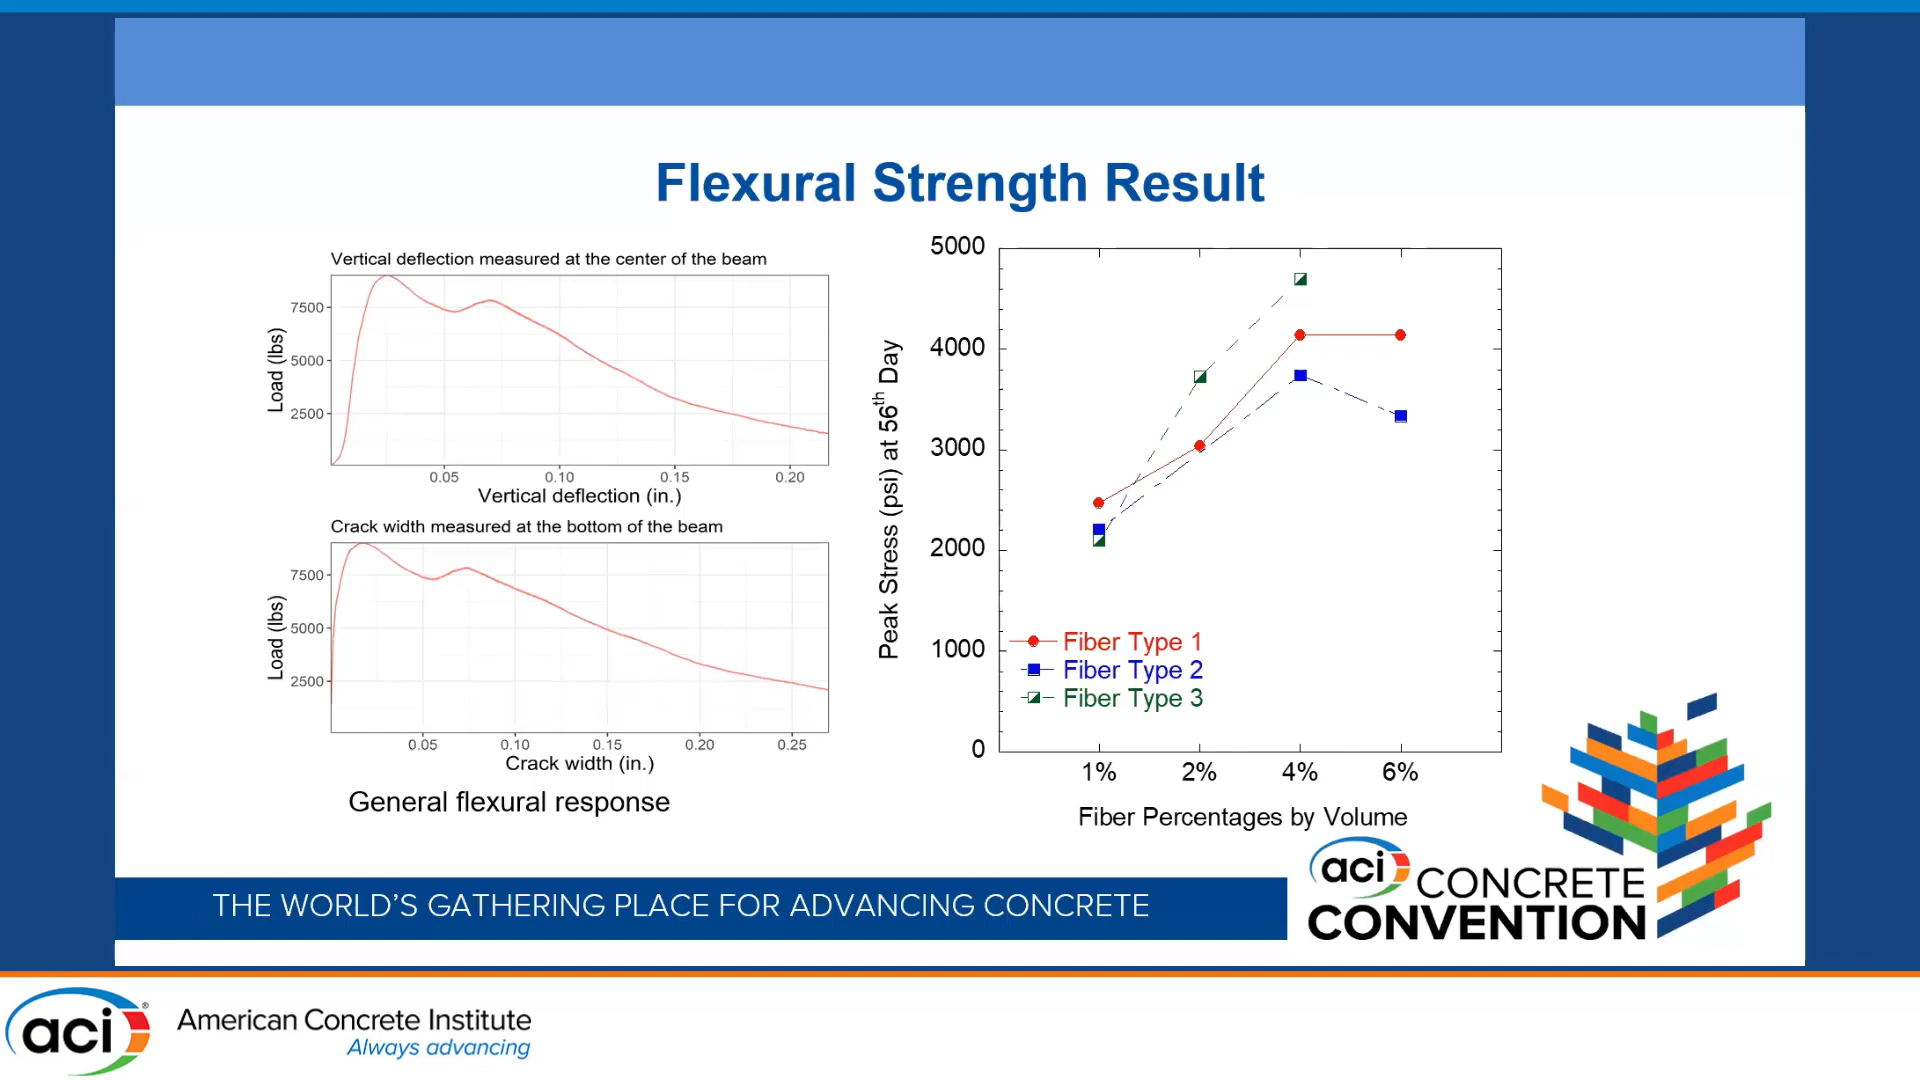 Flexural Strength Result
Vertical deflection measured at the center of the beam
Load (lbs)
7500
5000
2500
0.05 0.10 0.15 0.20
Vertical deflection (in.)
Crack width measured at the bottom of the beam
Load (lbs)
7500
5000
2500
0.05 0.10 0.15 0.20 0.25
Crack width (in.)
General flexural response
Peak Stress (psi) at 56th Day
5000
4000
3000
2000
1000
0
Fiber Type 1
Fiber Type 2
Fiber Type 3
1% 2% 4% 6%
Fiber Percentages by Volume
THE WORLD'S GATHERING PLACE FOR ADVANCING CONCRETE
aci CONCRETE
CONVENTION
aci®
American Concrete Institute
Always advancing